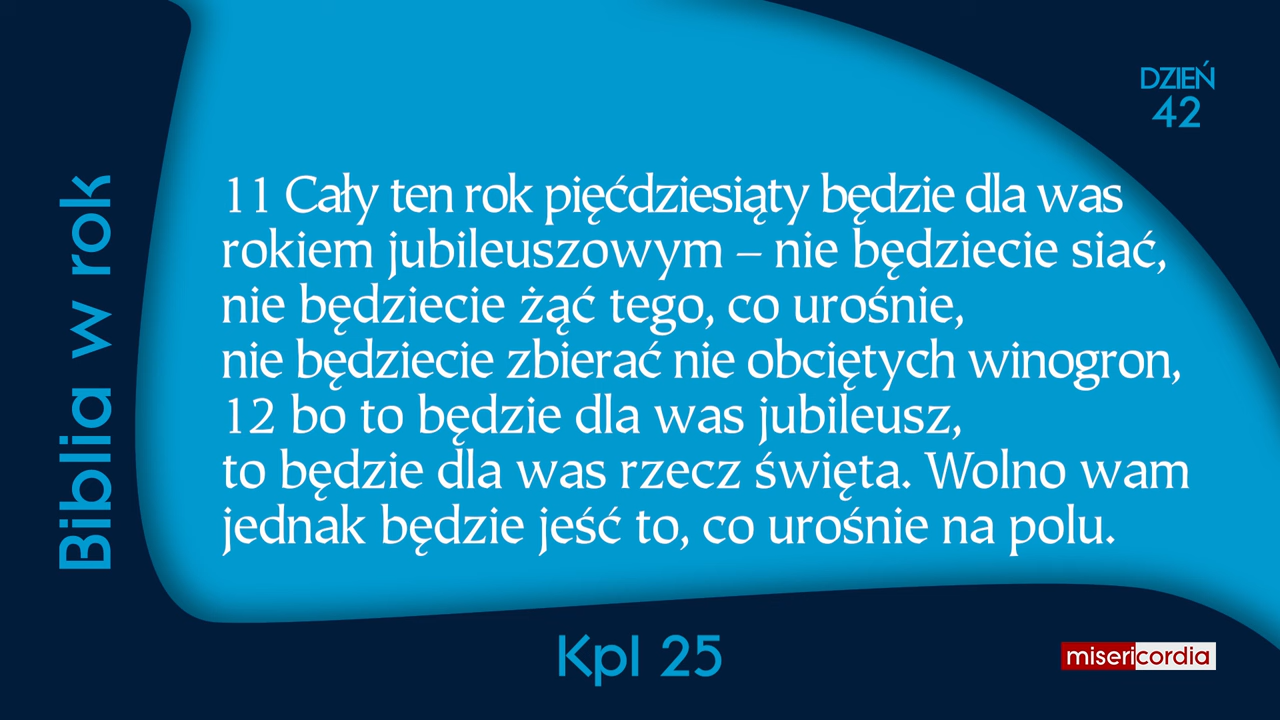 DZIEŃ
42
Biblia w rok
11 Cały ten rok pięćdziesiąty będzie dla was
rokiem jubileuszowym – nie będziecie siać,
nie będziecie żąć tego, co urośnie,
nie będziecie zbierać nie obciętych winogron,
12 bo to będzie dla was jubileusz,
to będzie dla was rzecz święta. Wolno wam
jednak będzie jeść to, co urośnie na polu.
Kpl 25
misericordia